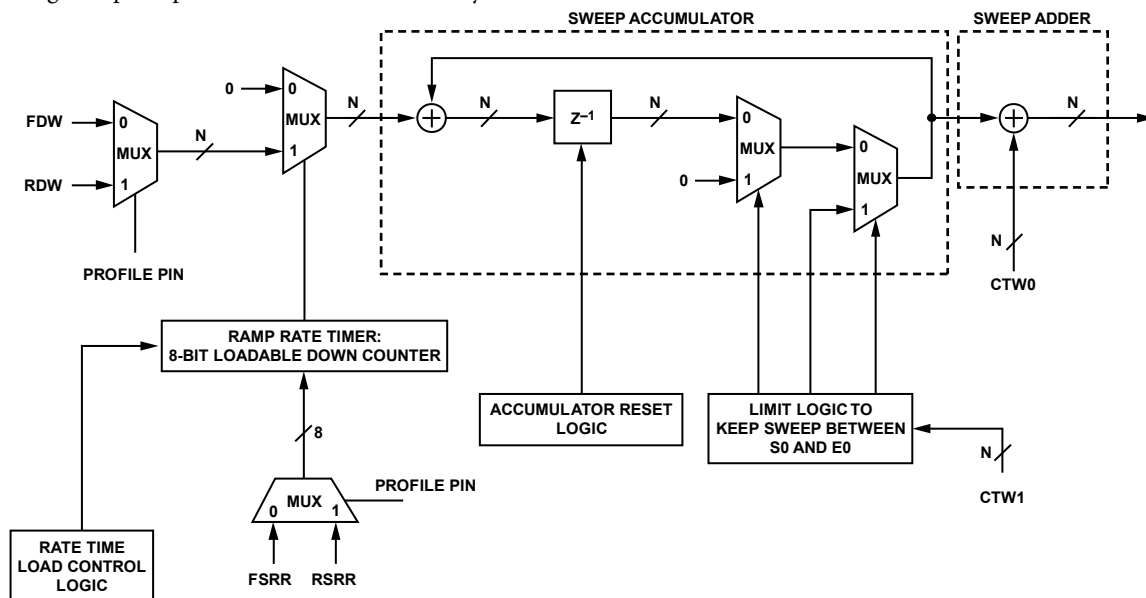 SWEEP ACCUMULATOR
SWEEP ADDER
0
0
MUX
1
N
N
Z–1
N
0
MUX
0
1
0
MUX
1
N
FDW
0
MUX
RDW
1
N
PROFILE PIN
N
CTW0
RAMP RATE TIMER:
8-BIT LOADABLE DOWN COUNTER
ACCUMULATOR RESET
LOGIC
LIMIT LOGIC TO
KEEP SWEEP BETWEEN
S0 AND E0
N
CTW1
8
PROFILE PIN
MUX
0
1
FSRR
RSRR
RATE TIME
LOAD CONTROL
LOGIC